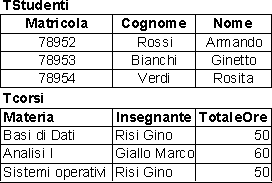 TStudenti
Matricola Cognome Nome
78952 Rossi Armando
78953 Bianchi Ginetto
78954 Verdi Rosita
Tcorsi
Materia Insegnante TotaleOre
Basi di Dati Risi Gino 50
Analisi I Giallo Marco 60
Sistemi operativi Risi Gino 50